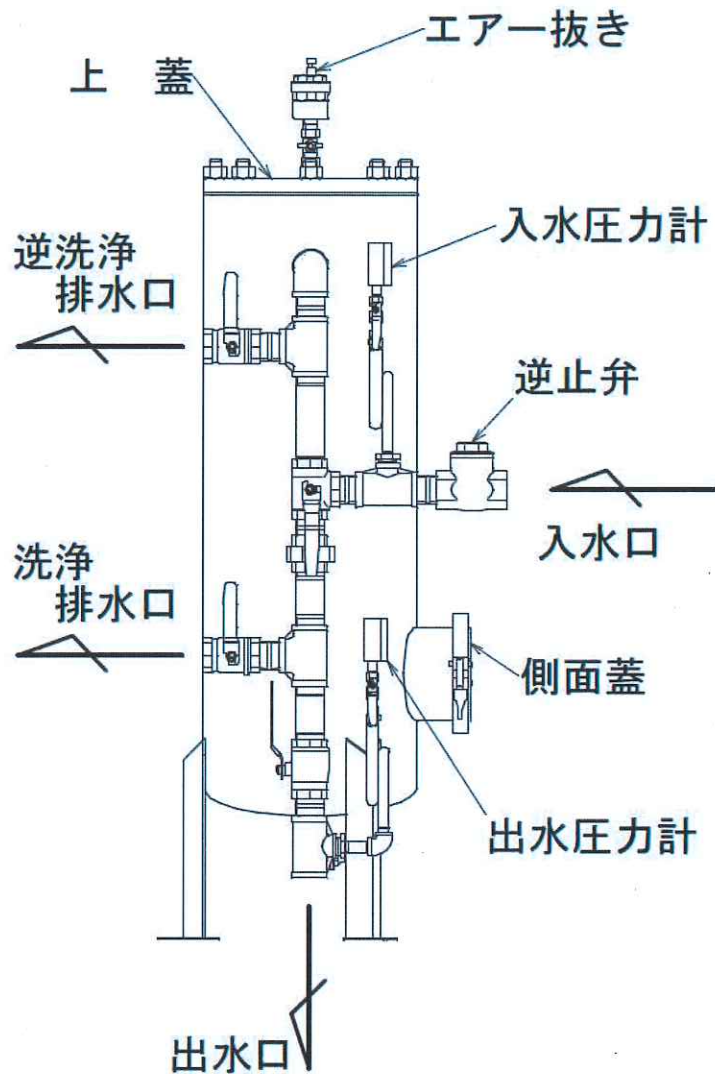 エアー抜き
上　蓋
入水圧力計
逆洗浄
排水口
逆止弁
入水口
洗浄
排水口
側面蓋
出水圧力計
出水口